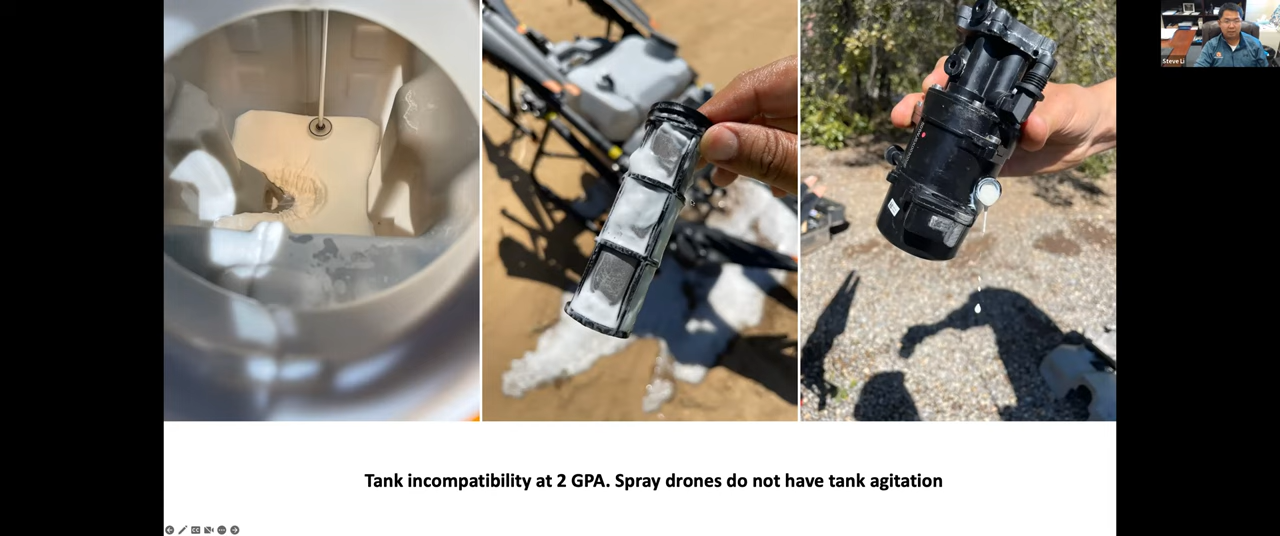 Steve Li
Tank incompatibility at 2 GPA. Spray drones do not have tank agitation